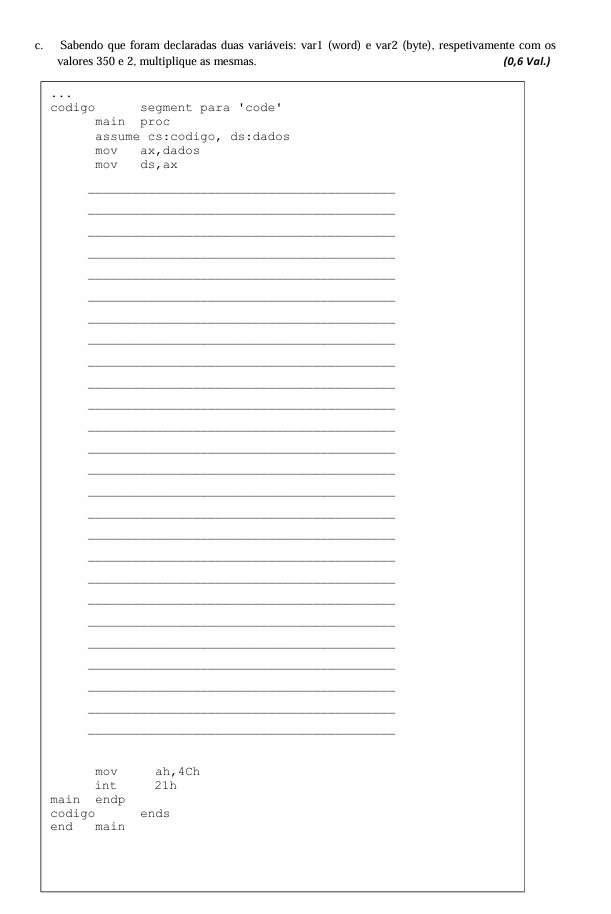 c. Sabendo que foram declaradas duas variáveis: var1 (word) e var2 (byte), respetivamente com os
valores 350 e 2, multiplique as mesmas. (0,6 Val.)
...
codigo segment para 'code'
main proc
assume cs:codigo, ds:dados
mov ax,dados
mov ds,ax
mov ah,4Ch
int 21h
main endp
codigo ends
end main